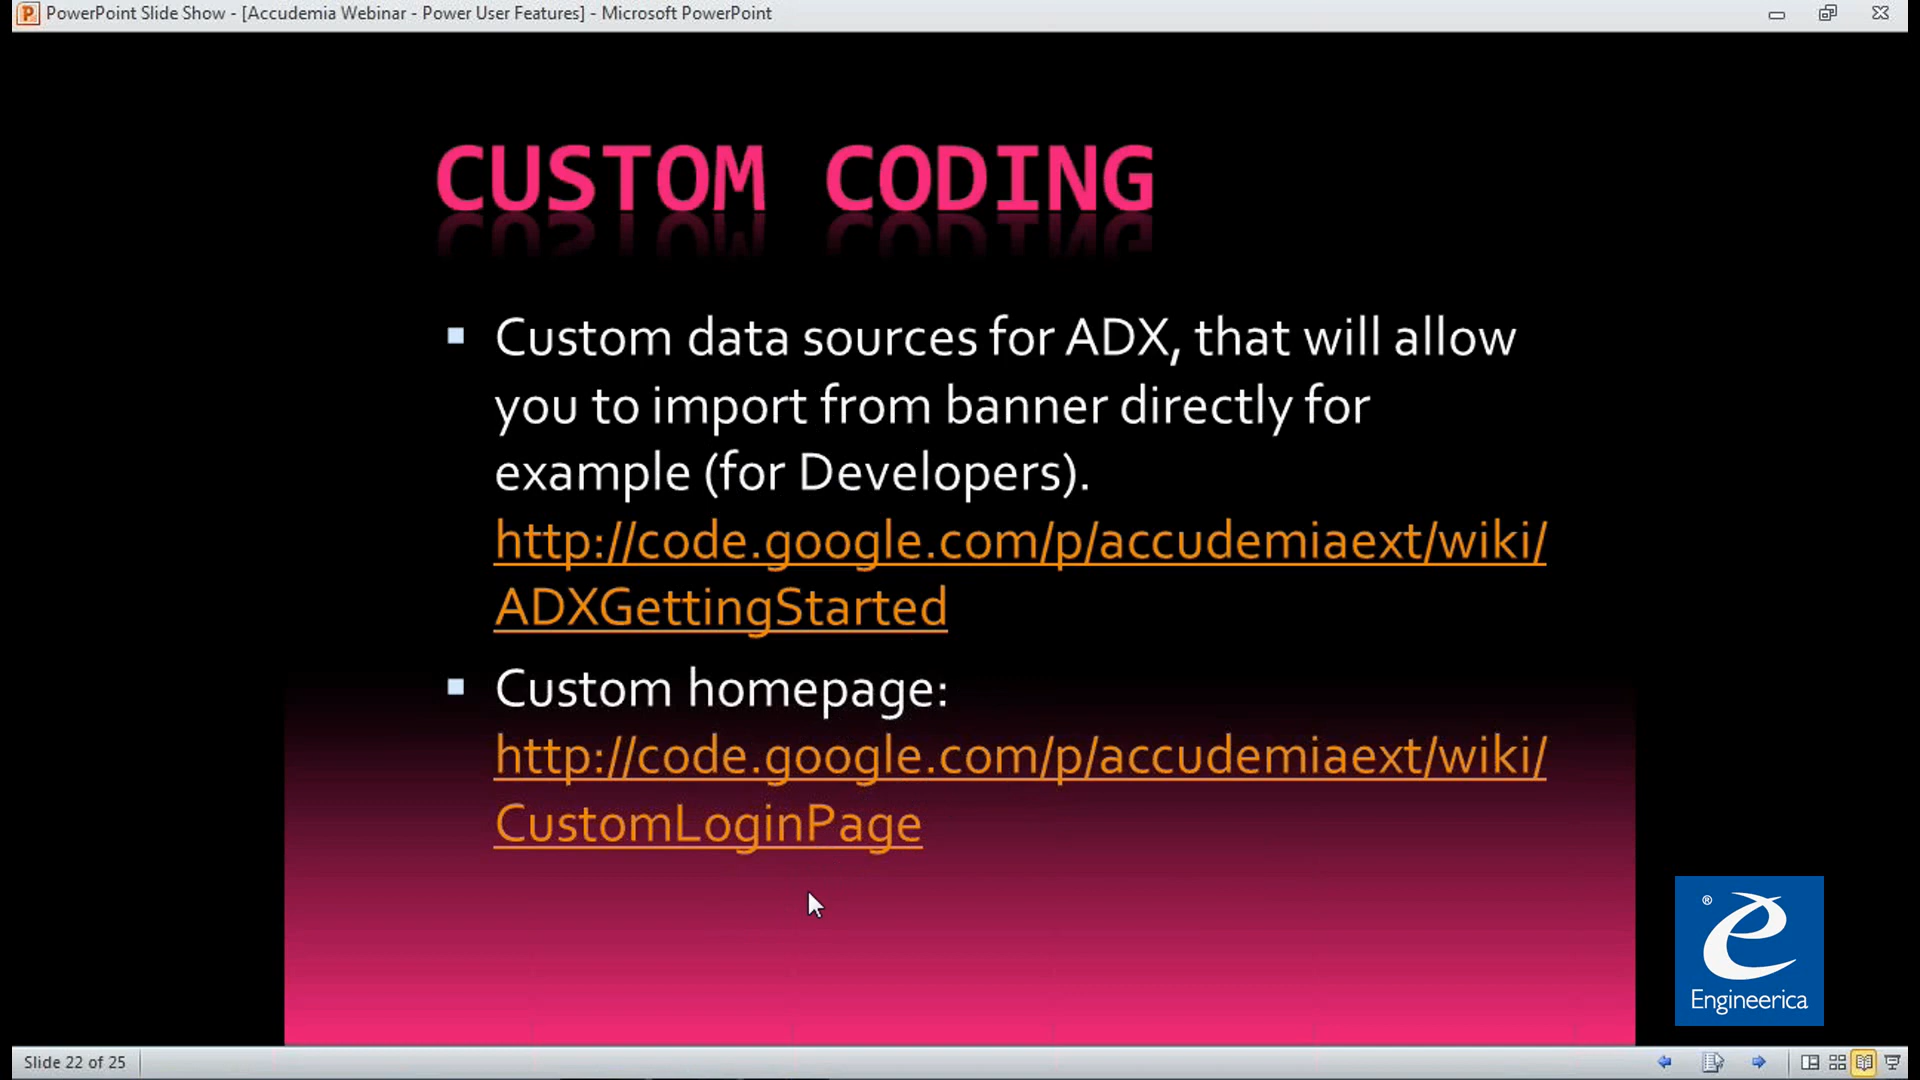 PowerPoint Slide Show - [Accudemia Webinar - Power User Features] - Microsoft PowerPoint
CUSTOM CODING
Custom data sources for ADX, that will allow
you to import from banner directly for
example (for Developers).
http://code.google.com/p/accudemiaext/wiki/
ADXGettingStarted
Custom homepage:
http://code.google.com/p/accudemiaext/wiki/
CustomLoginPage
®
Engineerica
Slide 22 of 25